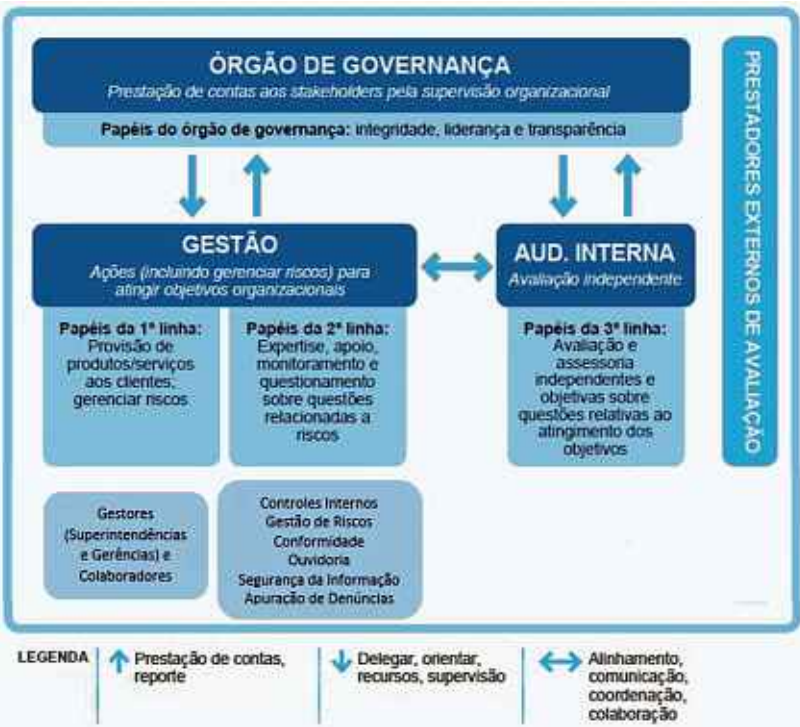 ÓRGÃO DE GOVERNANÇA
Prestação de contas aos stakeholders pela supervisão organizacional
Papéis do órgão de governança: integridade, liderança e transparência
GESTÃO
Ações (incluindo gerenciar riscos) para
atingir objetivos organizacionais
AUD. INTERNA
Avaliação independente
Papéis da 1ª linha:
Provisão de
produtos/serviços
aos clientes;
gerenciar riscos
Papéis da 2ª linha:
Expertise, apoio,
monitoramento e
questionamento
sobre questões
relacionadas a
riscos
Papéis da 3ª linha:
Avaliação e
assessoria
independentes e
objetivas sobre
questões relativas ao
atingimento dos
objetivos
Gestores
(Superintendências
e Gerências) e
Colaboradores
Controles Internos
Gestão de Riscos
Conformidade
Ouvidoria
Segurança da Informação
Apuração de Denúncias
PRESTADORES EXTERNOS DE AVALIAÇÃO
LEGENDA
Prestação de contas,
reporte
Delegar, orientar,
recursos, supervisão
Alinhamento,
comunicação,
coordenação,
colaboração